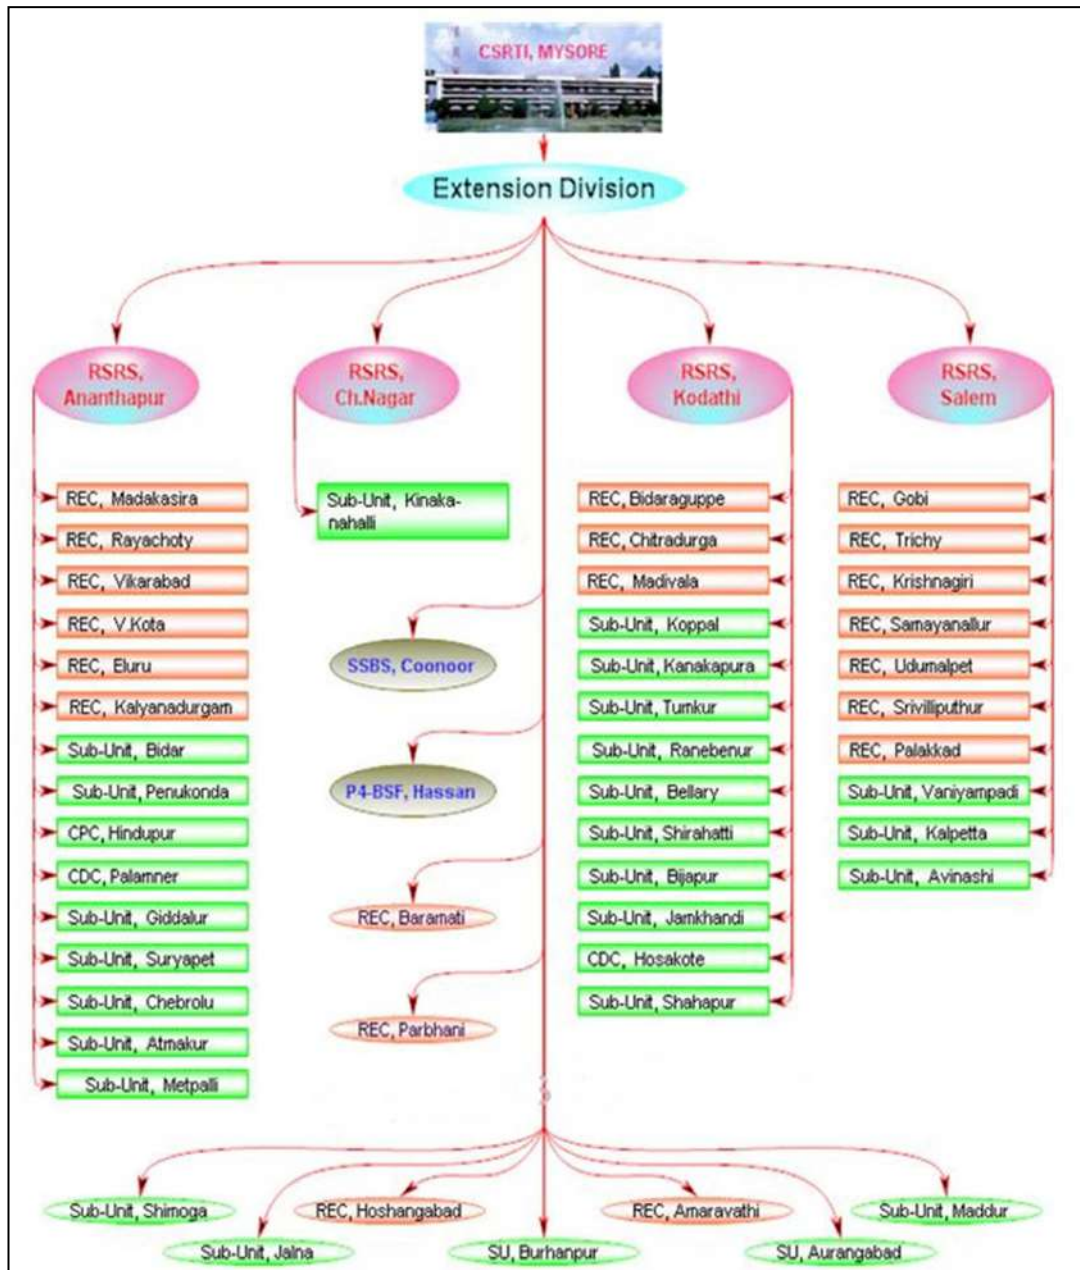 CSRTI, MYSORE
Extension Division
RSRS,
Ananthapur
RSRS,
Ch.Nagar
RSRS,
Kodathi
RSRS,
Salem
REC, Madakasira
REC, Rayachoty
REC, Vikarabad
REC, V.Kota
REC, Eluru
REC, Kalyanadurgam
Sub-Unit, Bidar
Sub-Unit, Penukonda
CPC, Hindupur
CDC, Palamner
Sub-Unit, Giddalur
Sub-Unit, Suryapet
Sub-Unit, Chebrolu
Sub-Unit, Atmakur
Sub-Unit, Metpalli
Sub-Unit, Kinaka-
nahalli
SSBS, Coonoor
P4-BSF, Hassan
REC, Baramati
REC, Parbhani
REC, Bidaraguppe
REC, Chitradurga
REC, Madivala
Sub-Unit, Koppal
Sub-Unit, Kanakapura
Sub-Unit, Tumkur
Sub-Unit, Ranebenur
Sub-Unit, Bellary
Sub-Unit, Shirahatti
Sub-Unit, Bijapur
Sub-Unit, Jamkhandi
CDC, Hosakote
Sub-Unit, Shahapur
REC, Gobi
REC, Trichy
REC, Krishnagiri
REC, Samayanallur
REC, Udumalpet
REC, Srivilliputhur
REC, Palakkad
Sub-Unit, Vaniyampadi
Sub-Unit, Kalpetta
Sub-Unit, Avinashi
Sub-Unit, Shimoga
REC, Hoshangabad
REC, Amaravathi
Sub-Unit, Maddur
Sub-Unit, Jalna
SU, Burhanpur
SU, Aurangabad